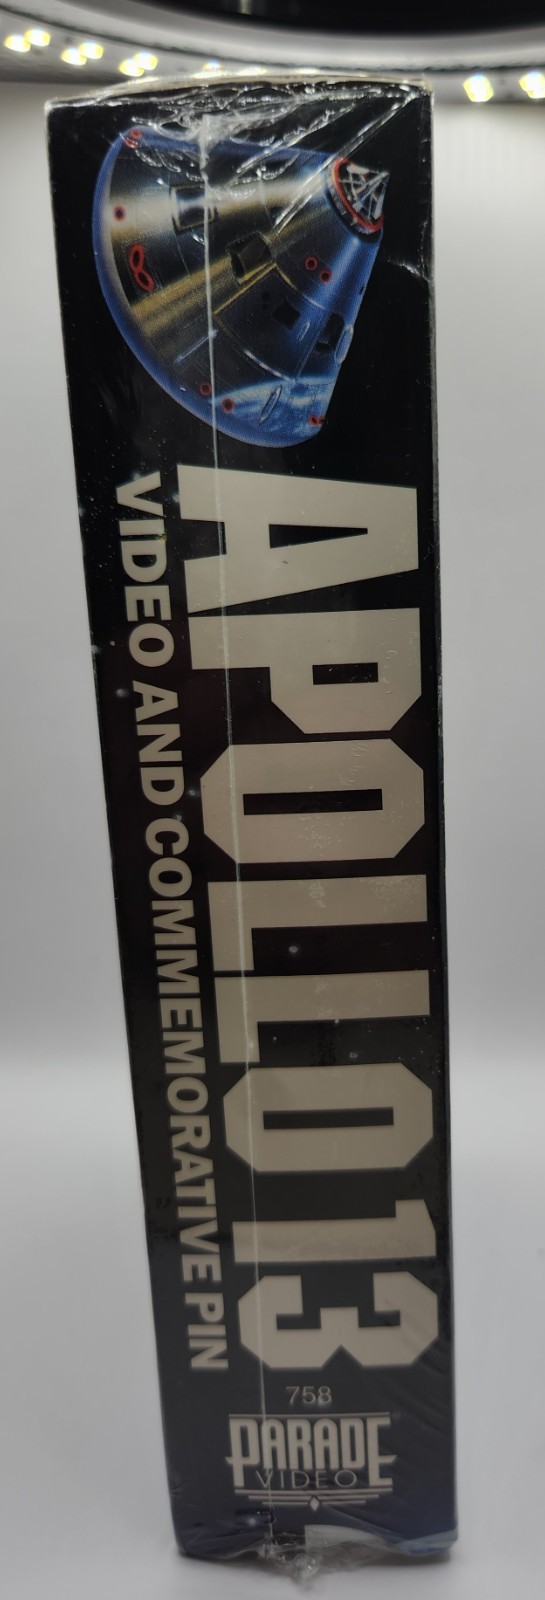 APOLLO 13
VIDEO AND COMMEMORATIVE PIN
758
PARADE
VIDEO